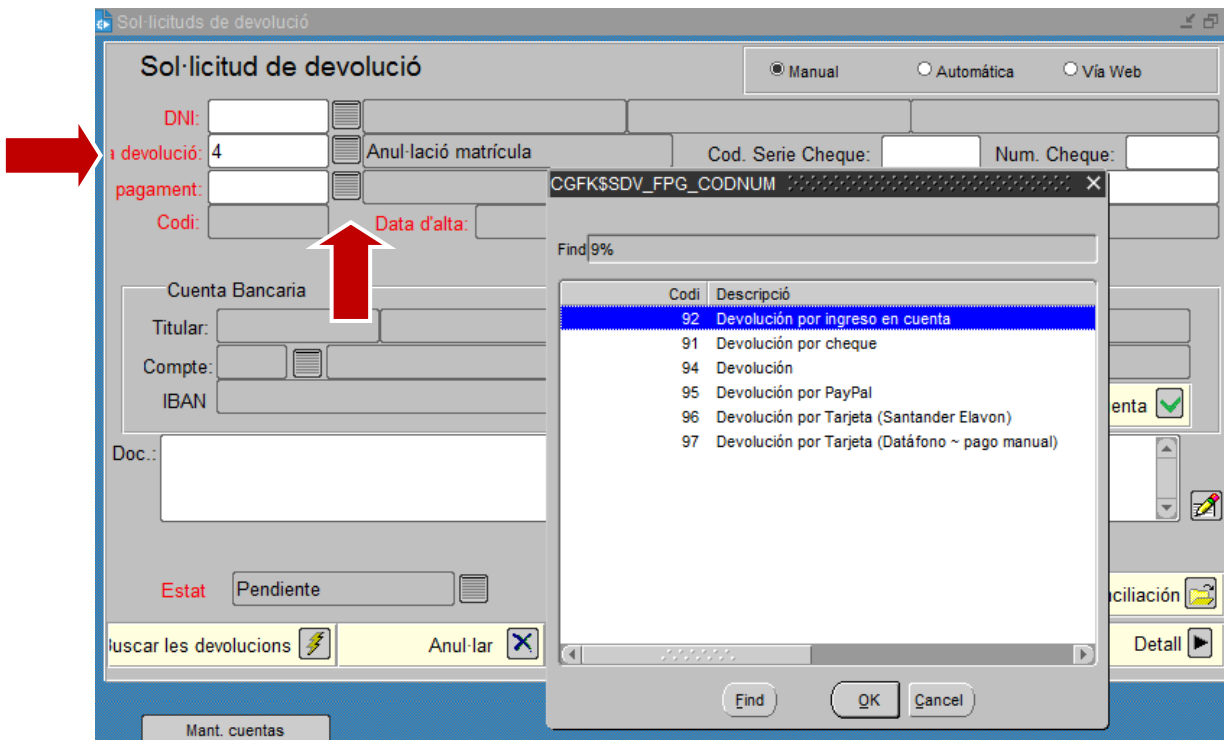 Sol·licituds de devolució
Sol·licitud de devolució
Manual Automática Vía Web
DNI:
a devolució: 4 Anul·lació matrícula Cod. Serie Cheque: Num. Cheque:
pagament:
Codi: Data d'alta:
Cuenta Bancaria
Titular:
Compte:
IBAN
enta
Doc.:
Estat Pendiente
nciliación
Buscar les devolucions Anul·lar Detall
Mant. cuentas
CGFK$SDV_FPG_CODNUM
Find 9%
Codi Descripció
92 Devolución por ingreso en cuenta
91 Devolución por cheque
94 Devolución
95 Devolución por PayPal
96 Devolución por Tarjeta (Santander Elavon)
97 Devolución por Tarjeta (Datáfono ~ pago manual)
Find OK Cancel